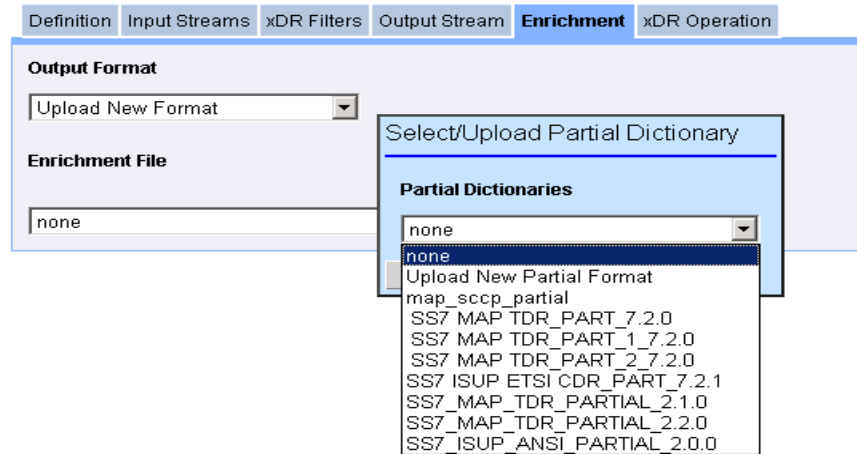 Definition Input Streams xDR Filters Output Stream Enrichment xDR Operation
Output Format
Upload New Format
Enrichment File
none
Select/Upload Partial Dictionary
Partial Dictionaries
none
none
Upload New Partial Format
map_sccp_partial
SS7 MAP TDR_PART_7.2.0
SS7 MAP TDR_PART_1_7.2.0
SS7 MAP TDR_PART_2_7.2.0
SS7 ISUP ETSI CDR_PART_7.2.1
SS7_MAP_TDR_PARTIAL_2.1.0
SS7_MAP_TDR_PARTIAL_2.2.0
SS7_ISUP_ANSI_PARTIAL_2.0.0